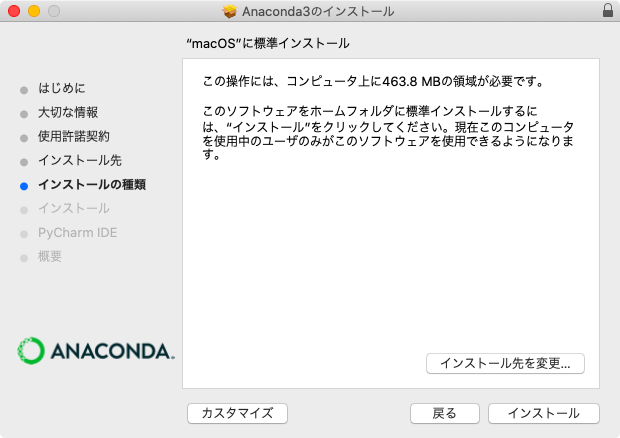 Anaconda3のインストール
“macOS”に標準インストール
はじめに
大切な情報
使用許諾契約
インストール先
インストールの種類
インストール
PyCharm IDE
概要
この操作には、コンピュータ上に463.8 MBの領域が必要です。
このソフトウェアをホームフォルダに標準インストールするに
は、“インストール”をクリックしてください。現在このコンピュータ
を使用中のユーザのみがこのソフトウェアを使用できるようになりま
す。
ANACONDA.
インストール先を変更...
カスタマイズ
戻る
インストール